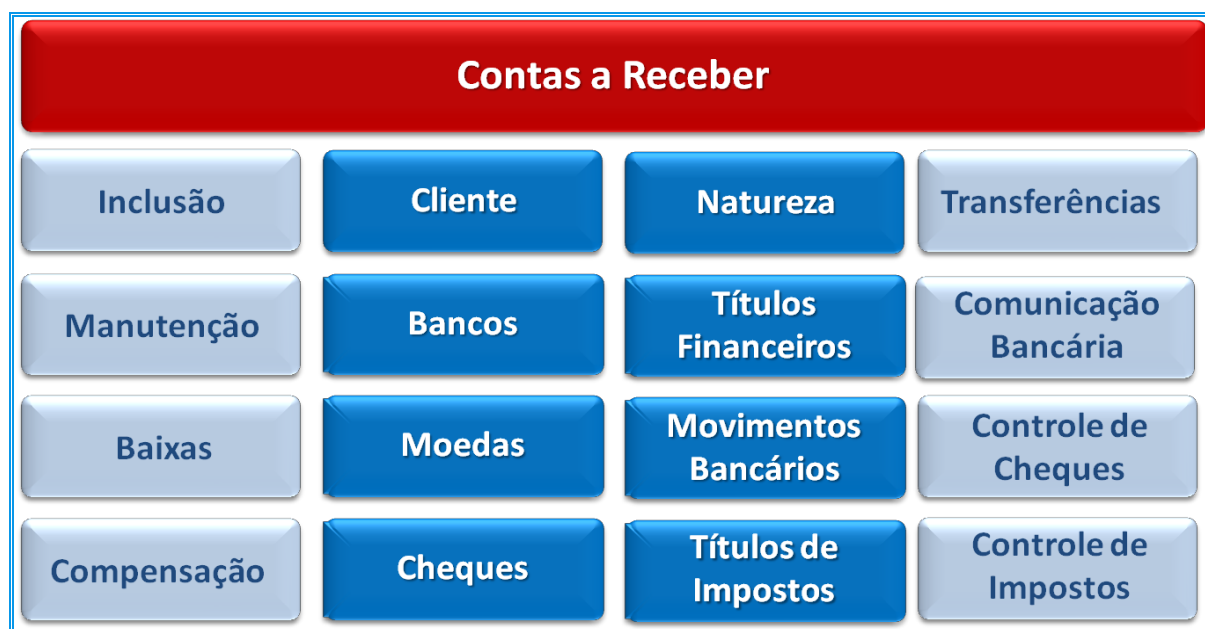 Contas a Receber
Inclusão
Cliente
Natureza
Transferências
Manutenção
Bancos
Títulos
Financeiros
Comunicação
Bancária
Baixas
Moedas
Movimentos
Bancários
Controle de
Cheques
Compensação
Cheques
Títulos de
Impostos
Controle de
Impostos